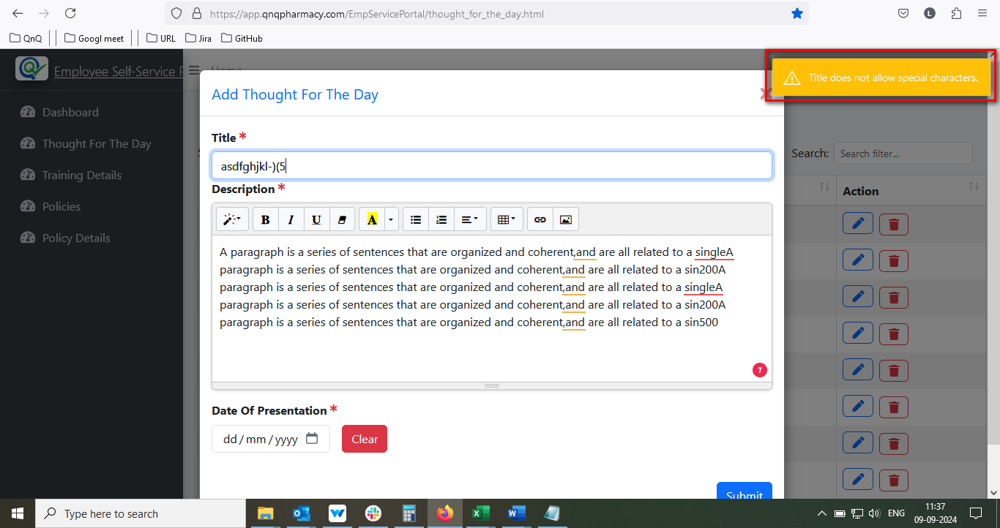 https://app.qnqpharmacy.com/EmpServicePortal/thought_for_the_day.html
L
QnQ
Googl meet
URL
Jira
GitHub
Employee Self-Service P
Home
Title does not allow special characters.
Add Thought For The Day
Dashboard
Thought For The Day
Training Details
Policies
Policy Details
Title *
asdfghjkl-)(5
Search:
Search filter...
Action
Description *
B I U A
A paragraph is a series of sentences that are organized and coherent,and are all related to a singleA
paragraph is a series of sentences that are organized and coherent,and are all related to a sin200A
paragraph is a series of sentences that are organized and coherent,and are all related to a singleA
paragraph is a series of sentences that are organized and coherent,and are all related to a sin200A
paragraph is a series of sentences that are organized and coherent,and are all related to a sin500
7
Date Of Presentation *
dd/mm/yyyy
Clear
Submit
Type here to search
ENG
11:37
09-09-2024